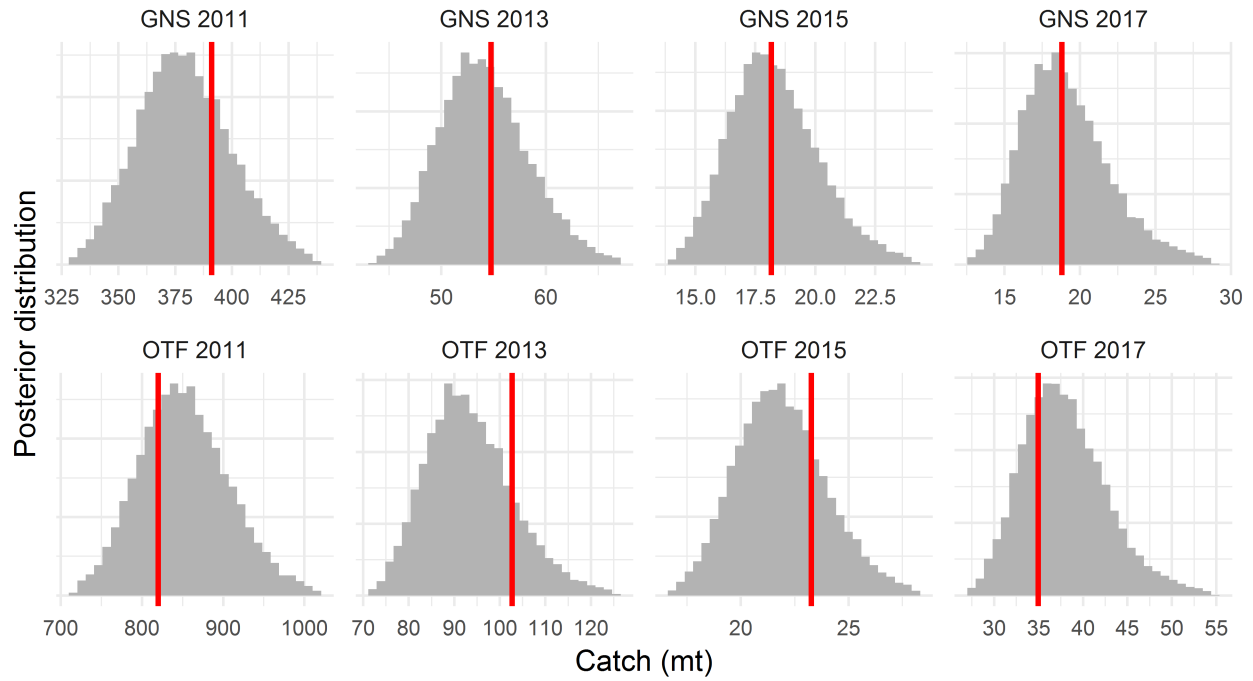 GNS 2011 GNS 2013 GNS 2015 GNS 2017
325 350 375 400 425 50 60 15.0 17.5 20.0 22.5 15 20 25 30
Posterior distribution
OTF 2011 OTF 2013 OTF 2015 OTF 2017
700 800 900 1000 70 80 90 100 110 120 20 25 30 35 40 45 50 55
Catch (mt)